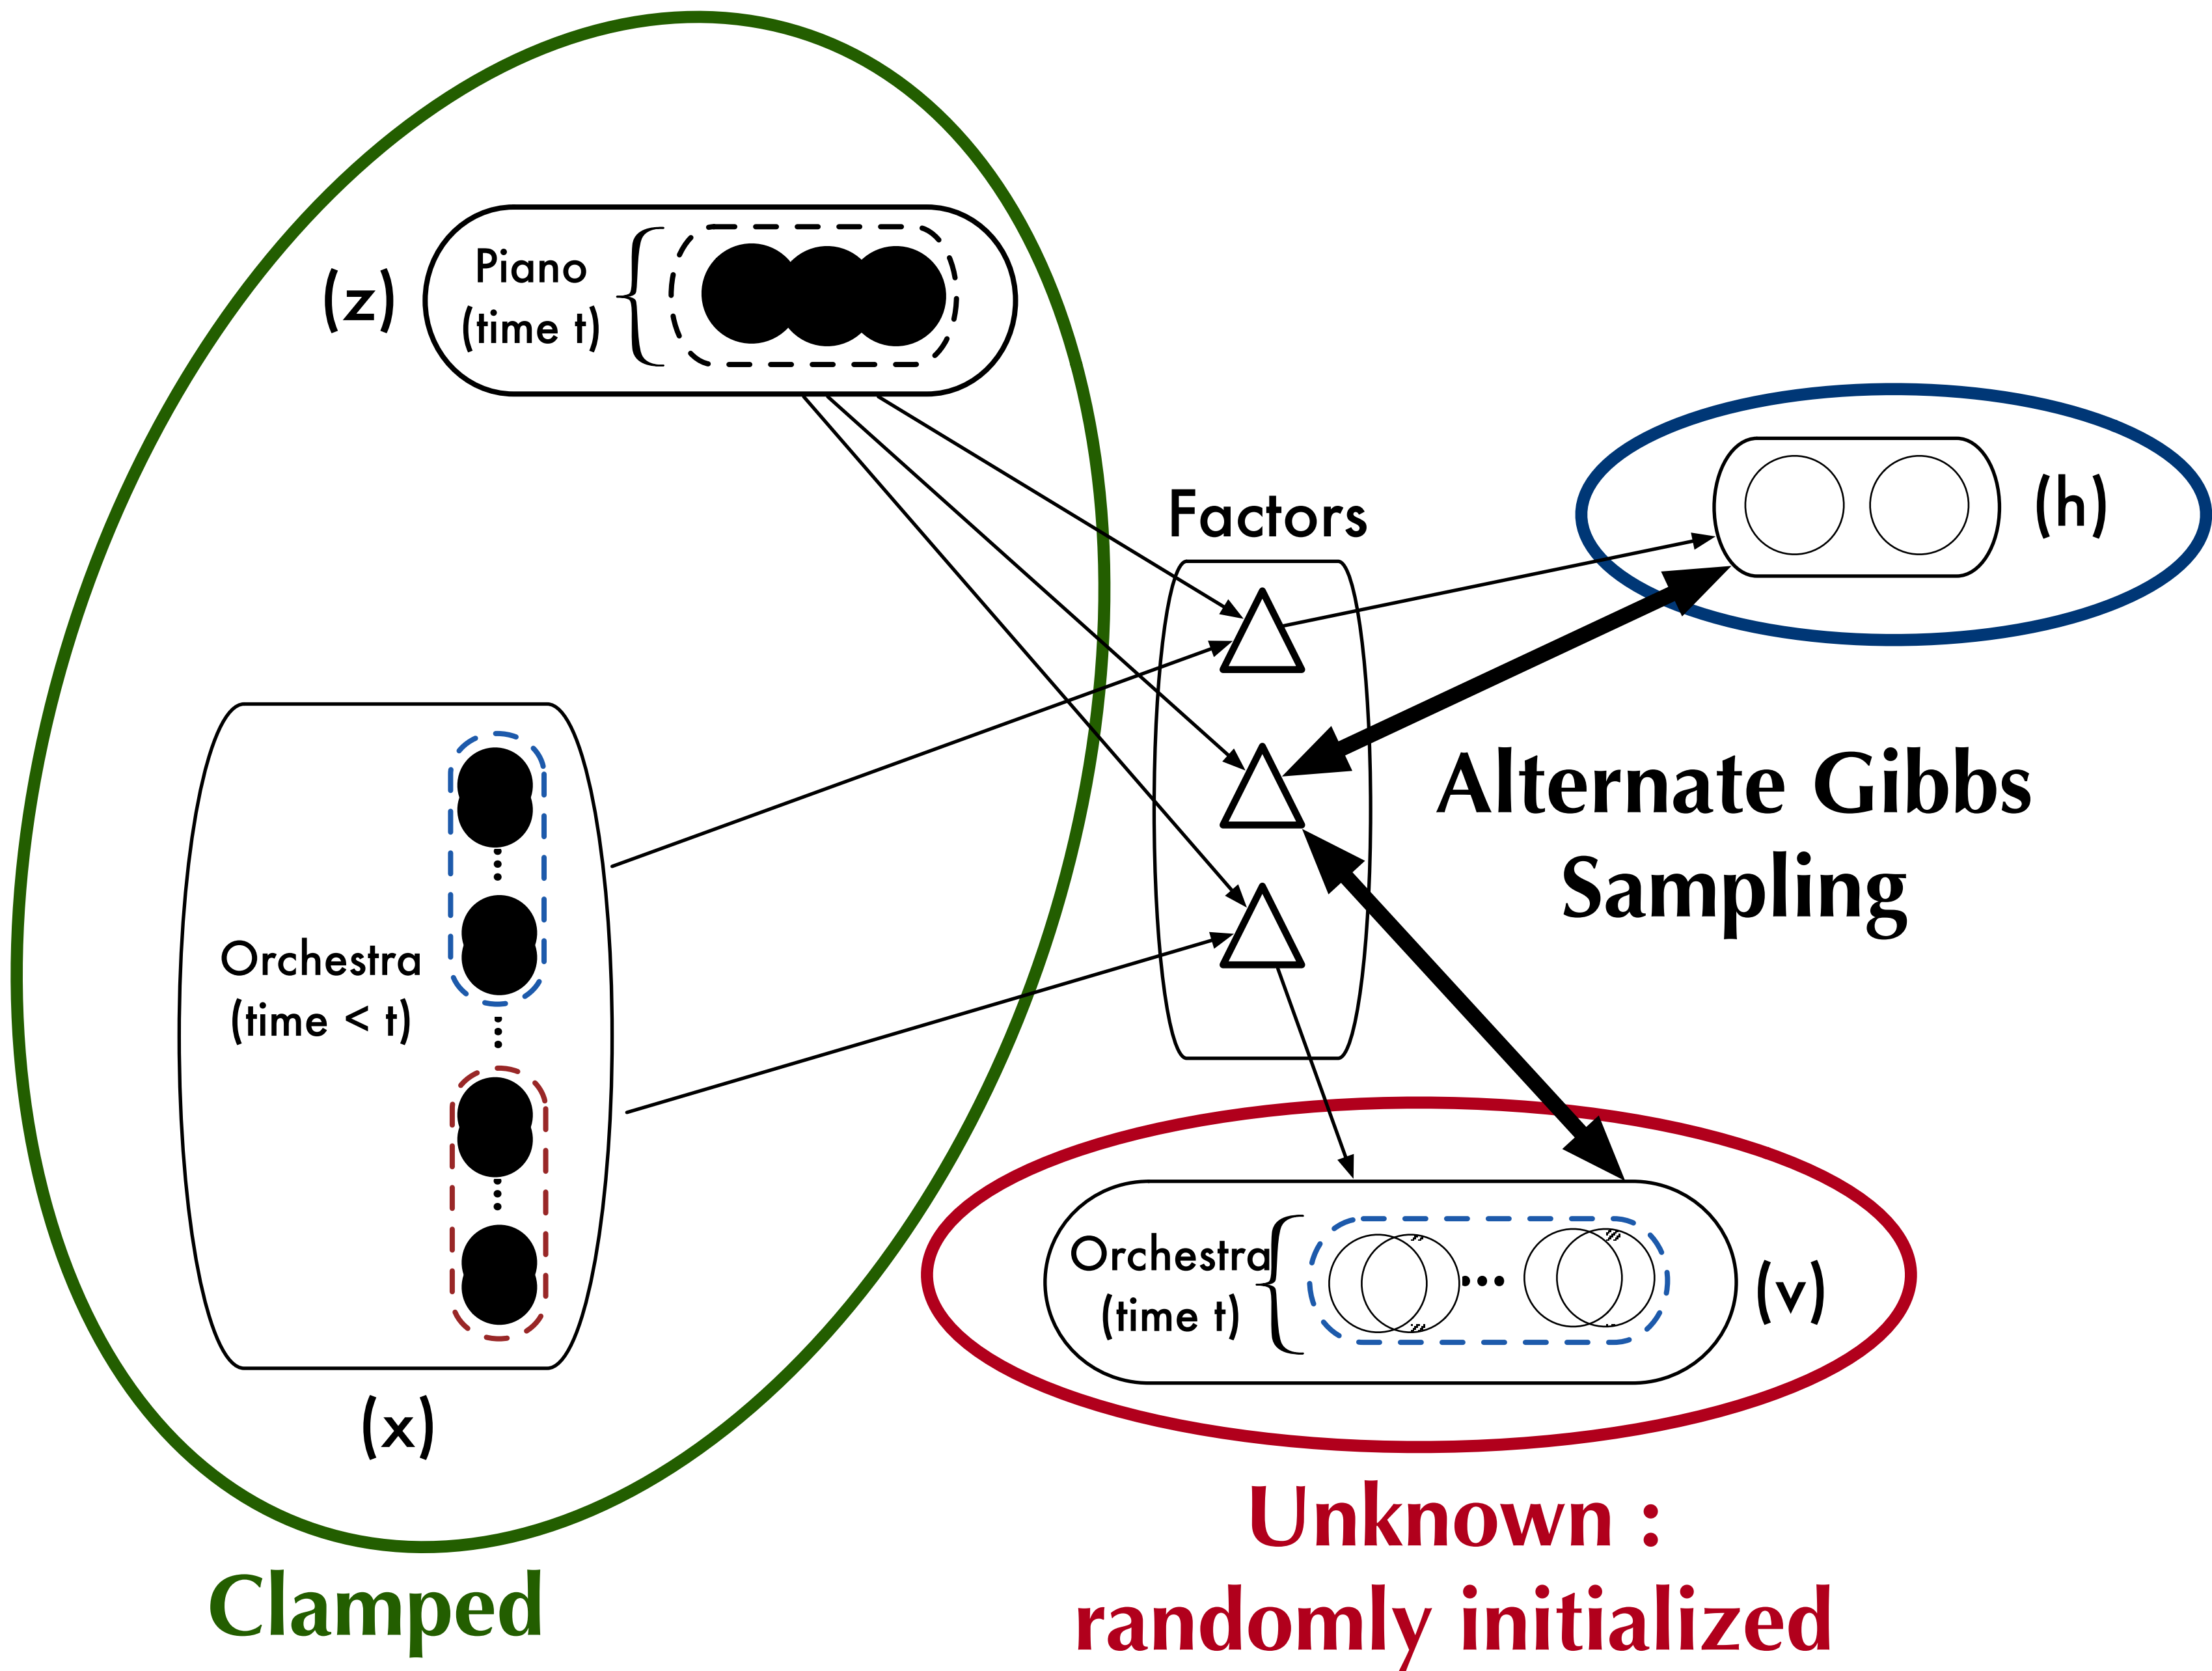 (z)
Piano
(time t)
Factors
(h)
Alternate Gibbs
Sampling
Orchestra
(time < t)
(x)
Orchestra
(time t)
(v)
Clamped
Unknown :
randomly initialized